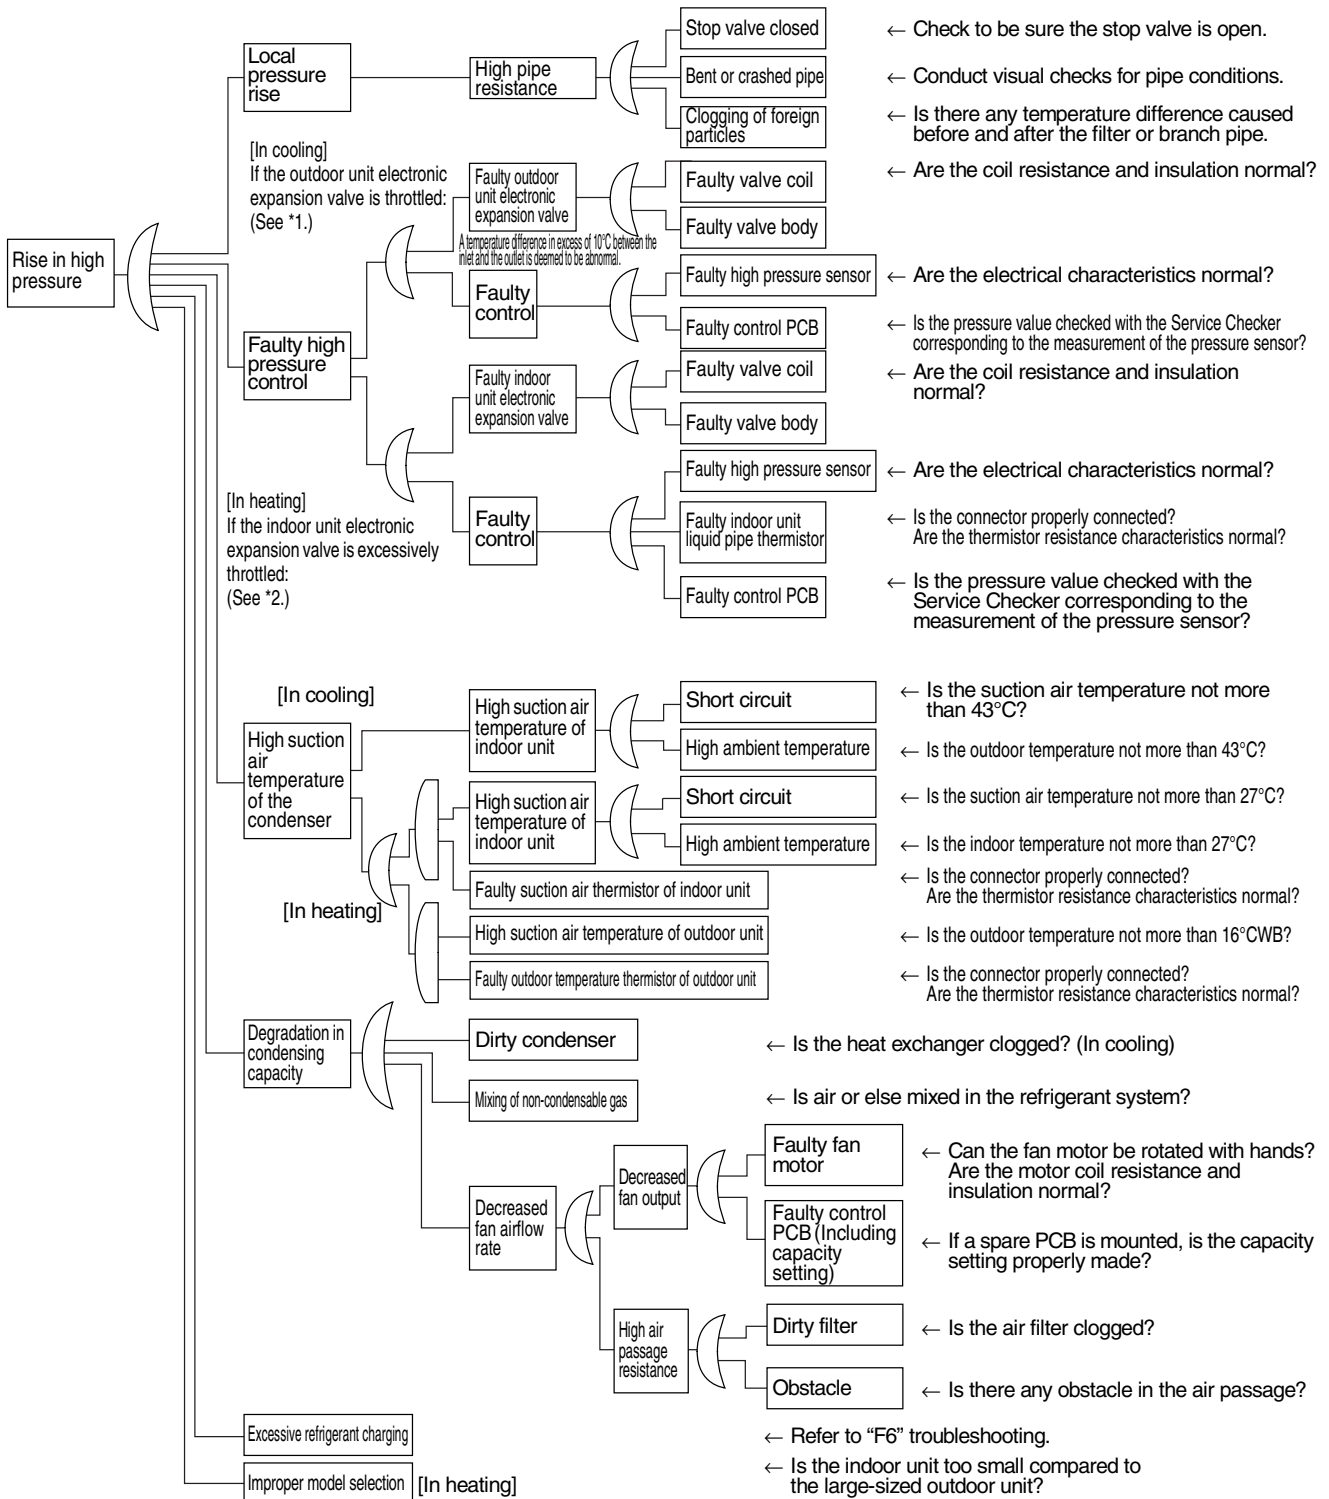 Stop valve closed
← Check to be sure the stop valve is open.
Local
pressure
rise
High pipe
resistance
Bent or crashed pipe
← Conduct visual checks for pipe conditions.
Clogging of foreign
particles
← Is there any temperature difference caused
before and after the filter or branch pipe.
[In cooling]
If the outdoor unit electronic
expansion valve is throttled:
(See *1.)
Faulty outdoor
unit electronic
expansion valve
Faulty valve coil
← Are the coil resistance and insulation normal?
Faulty valve body
A temperature difference in excess of 10°C between the
inlet and the outlet is deemed to be abnormal.
Rise in high
pressure
Faulty
control
Faulty high pressure sensor
← Are the electrical characteristics normal?
Faulty control PCB
← Is the pressure value checked with the Service Checker
corresponding to the measurement of the pressure sensor?
Faulty high
pressure
control
Faulty indoor
unit electronic
expansion valve
Faulty valve coil
← Are the coil resistance and insulation
normal?
Faulty valve body
Faulty high pressure sensor
← Are the electrical characteristics normal?
[In heating]
If the indoor unit electronic
expansion valve is excessively
throttled:
(See *2.)
Faulty
control
Faulty indoor unit
liquid pipe thermistor
← Is the connector properly connected?
Are the thermistor resistance characteristics normal?
Faulty control PCB
← Is the pressure value checked with the
Service Checker corresponding to the
measurement of the pressure sensor?
[In cooling]
High suction air
temperature of
indoor unit
Short circuit
← Is the suction air temperature not more
than 43°C?
High ambient temperature
← Is the outdoor temperature not more than 43°C?
High suction
air
temperature
of the
condenser
High suction air
temperature of
indoor unit
Short circuit
← Is the suction air temperature not more than 27°C?
High ambient temperature
← Is the indoor temperature not more than 27°C?
[In heating]
Faulty suction air thermistor of indoor unit
← Is the connector properly connected?
Are the thermistor resistance characteristics normal?
High suction air temperature of outdoor unit
← Is the outdoor temperature not more than 16°CWB?
Faulty outdoor temperature thermistor of outdoor unit
← Is the connector properly connected?
Are the thermistor resistance characteristics normal?
Degradation in
condensing
capacity
Dirty condenser
← Is the heat exchanger clogged? (In cooling)
Mixing of non-condensable gas
← Is air or else mixed in the refrigerant system?
Decreased
fan airflow
rate
Decreased
fan output
Faulty fan
motor
← Can the fan motor be rotated with hands?
Are the motor coil resistance and
insulation normal?
Faulty control
PCB (Including
capacity
setting)
← If a spare PCB is mounted, is the capacity
setting properly made?
High air
passage
resistance
Dirty filter
← Is the air filter clogged?
Obstacle
← Is there any obstacle in the air passage?
Excessive refrigerant charging
← Refer to “F6” troubleshooting.
Improper model selection
[In heating]
← Is the indoor unit too small compared to
the large-sized outdoor unit?